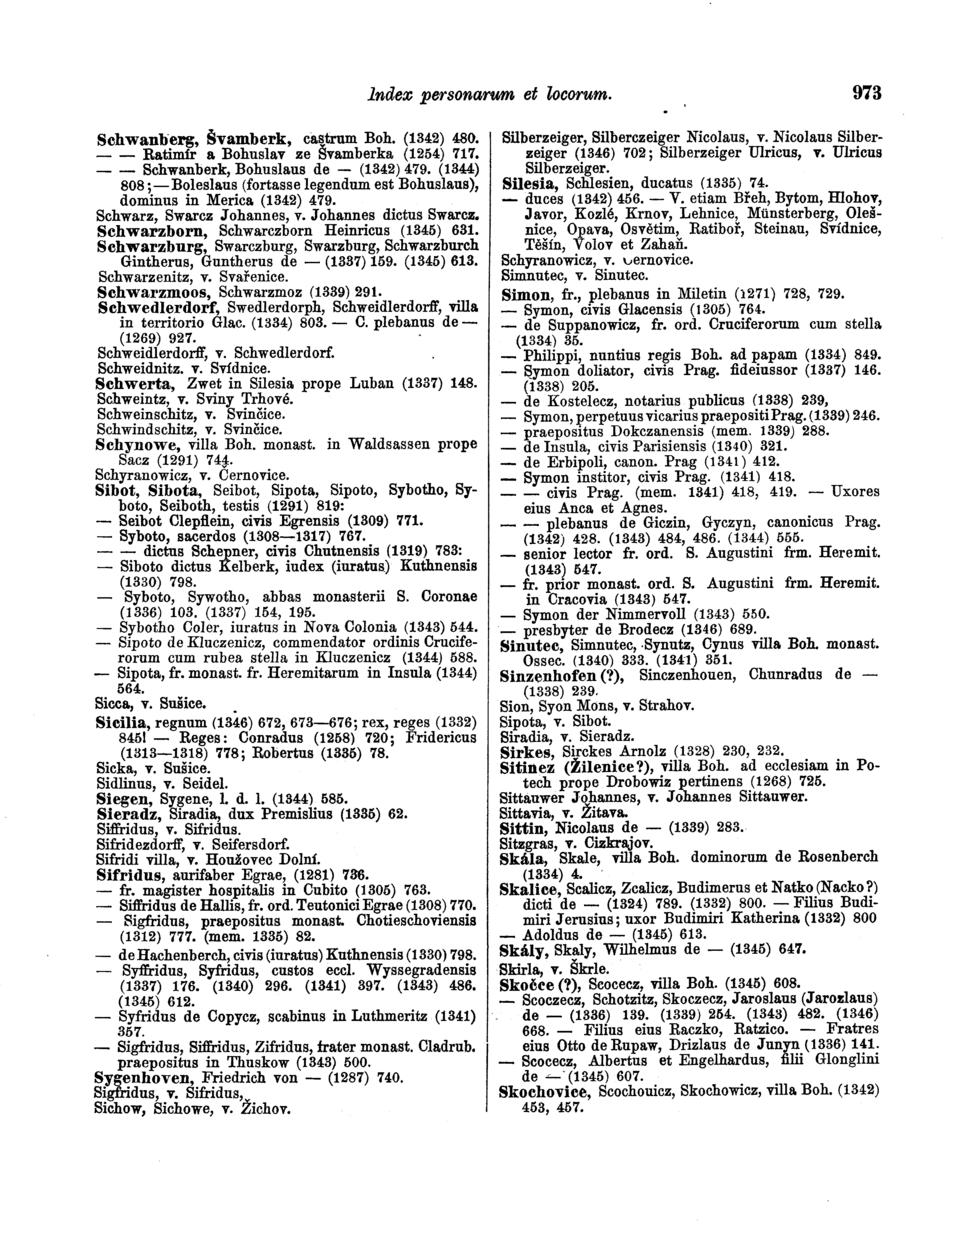 Index personarum et locorum. 973
Schwanberg, Švamberk, castrum Boh. (1342) 480.
— — Ratimír a Bohuslav ze Švamberka (1254) 717.
— — Schwanberk, Bohuslaus de — (1342) 479. (1344)
808; — Boleslaus (fortasse legendum est Bohuslaus),
dominus in Merica (1342) 479.
Schwarz, Swarcz Johannes, v. Johannes dictus Swarcz.
Schwarzborn, Schwarczborn Heinricus (1345) 631.
Schwarzburg, Swarczburg, Swarzburg, Schwarzburch
Gintherus, Guntherus de — (1337) 159. (1345) 613.
Schwarzenitz, v. Svařenice.
Schwarzmoos, Schwarzmoz (1339) 291.
Schwedlerdorf, Swedlerdorph, Schweidlerdorff, villa
in territorio Glac. (1334) 803. — C. plebanus de —
(1269) 927.
Schweidlerdorff, v. Schwedlerdorf.
Schweidnitz. v. Svídnice.
Schwerta, Zwet in Silesia prope Luban (1337) 148.
Schweintz, v. Sviny Trhové.
Schweinschitz, v. Svinčice.
Schwindschitz, v. Svinčice.
Schynowe, villa Boh. monast. in Waldsassen prope
Sacz (1291) 744.
Schyranowicz, v. Černovice.
Sibot, Sibota, Seibot, Sipota, Sipoto, Sybotho, Sy-
boto, Seiboth, testis (1291) 819:
— Seibot Clepflein, civis Egrensis (1309) 771.
— Syboto, sacerdos (1308—1317) 767.
— — dictus Schepner, civis Chutnensis (1319) 783:
— Siboto dictus Kelberk, iudex (iuratus) Kuthnensis
(1330) 798.
— Syboto, Sywotho, abbas monasterii S. Coronae
(1336) 103. (1337) 154, 195.
— Sybotho Coler, iuratus in Nova Colonia (1343) 544.
— Sipoto de Kluczenicz, commendator ordinis Crucife-
rorum cum rubea stella in Kluczenicz (1344) 588.
— Sipota, fr. monast. fr. Heremitarum in Insula (1344)
564.
Sicca, v. Sušice.
Sicilia, regnum (1346) 672, 673—676; rex, reges (1332)
845! — Reges: Conradus (1258) 720; Fridericus
(1313—1318) 778; Robertus (1335) 78.
Sicka, v. Sušice.
Sidlinus, v. Seidel.
Siegen, Sygene, l. d. l. (1344) 585.
Sieradz, Siradia, dux Premislius (1335) 62.
Siffridus, v. Sifridus.
Sifridezdorff, v. Seifersdorf.
Sifridi villa, v. Houžovec Dolní.
Sifridus, aurifaber Egrae, (1281) 736.
— fr. magister hospitalis in Cubito (1305) 763.
— Siffridus de Hallis, fr. ord. Teutonici Egrae (1308) 770.
— Sigfridus, praepositus monast. Chotieschoviensis
(1312) 777. (mem. 1335) 82.
— de Hachenberch, civis (iuratus) Kuthnensis (1330) 798.
— Syffridus, Syfridus, custos eccl. Wyssegradensis
(1337) 176. (1340) 296. (1341) 397. (1343) 486.
(1345) 612.
— Syfridus de Copycz, scabinus in Luthmeritz (1341)
357.
— Sigfridus, Siffridus, Zifridus, frater monast. Cladrub.
praepositus in Thuskow (1343) 500.
Sygenhoven, Friedrich von — (1287) 740.
Sigfridus, v. Sifridus,
Sichow, Sichowe, v. Žichov.
Silberzeiger, Silberczeiger Nicolaus, v. Nicolaus Silber-
zeiger (1346) 702; Silberzeiger Ulricus, v. Ulricus
Silberzeiger.
Silesia, Schlesien, ducatus (1335) 74.
— duces (1342) 456. — V. etiam Břeh, Bytom, Hlohov,
Javor, Kozlé, Krnov, Lehnice, Münsterberg, Oleš-
nice, Opava, Osvětim, Ratiboř, Steinau, Svídnice,
Těšín, Volov et Zahaň.
Schyranowicz, v. Černovice.
Simnutec, v. Sinutec.
Simon, fr., plebanus in Miletin (1271) 728, 729.
— Symon, civis Glacensis (1305) 764.
— de Suppanowicz, fr. ord. Cruciferorum cum stella
(1334) 35.
— Philippi, nuntius regis Boh. ad papam (1334) 849.
— Symon doliator, civis Prag. fideiussor (1337) 146.
(1338) 205.
— de Kostelecz, notarius publicus (1338) 239,
— Symon, perpetuus vicarius praepositi Prag. (1339) 246.
— praepositus Dokczanensis (mem. 1339) 288.
— de Insula, civis Parisiensis (1340) 321.
— de Erbipoli, canon. Prag (1341) 412.
— Symon institor, civis Prag. (1341) 418.
— — civis Prag. (mem. 1341) 418, 419. — Uxores
eius Anca et Agnes.
— — plebanus de Giczin, Gyczyn, canonicus Prag.
(1342) 428. (1343) 484, 486. (1344) 555.
— senior lector fr. ord. S. Augustini frm. Heremit.
(1343) 547.
— fr. prior monast. ord. S. Augustini frm. Heremit.
in Cracovia (1343) 547.
— Symon der Nimmervoll (1343) 550.
— presbyter de Brodecz (1346) 689.
Sinutec, Simnutec, Synutz, Cynus villa Boh. monast.
Ossec. (1340) 333. (1341) 351.
Sinzenhofen (?), Sinczenhouen, Chunradus de —
(1338) 239.
Sion, Syon Mons, v. Strahov.
Sipota, v. Sibot.
Siradia, v. Sieradz.
Sirkes, Sirckes Arnolz (1328) 230, 232.
Sitinez (Žilenice?), villa Boh. ad ecclesiam in Po-
tech prope Drobowiz pertinens (1268) 725.
Sittauwer Johannes, v. Johannes Sittauwer.
Sittavia, v. Žitava.
Sittin, Nicolaus de — (1339) 283.
Sitzgras, v. Cizkrajov.
Skála, Skale, villa Boh. dominorum de Rosenberch
(1334) 4.
Skalice, Scalicz, Zcalicz, Budimerus et Natko (Nacko?)
dicti de — (1324) 789. (1332) 800. — Filius Budi-
miri Jerusius; uxor Budimiri Katherina (1332) 800
— Adoldus de — (1345) 613.
Skály, Skaly, Wilhelmus de — (1345) 647.
Skirla, v. Škrle.
Skočce (?), Scocecz, villa Boh. (1345) 608.
— Scoczecz, Schotzitz, Skoczecz, Jaroslaus (Jarozlaus)
de — (1336) 139. (1339) 254. (1343) 482. (1346)
668. — Filius eius Raczko, Ratzico. — Fratres
eius Otto de Rupaw, Drizlaus de Junyn (1336) 141.
— Scocecz, Albertus et Engelhardus, filii Glonglini
de — (1345) 607.
Skochovice, Scochouicz, Skochowicz, villa Boh. (1342)
453, 457.